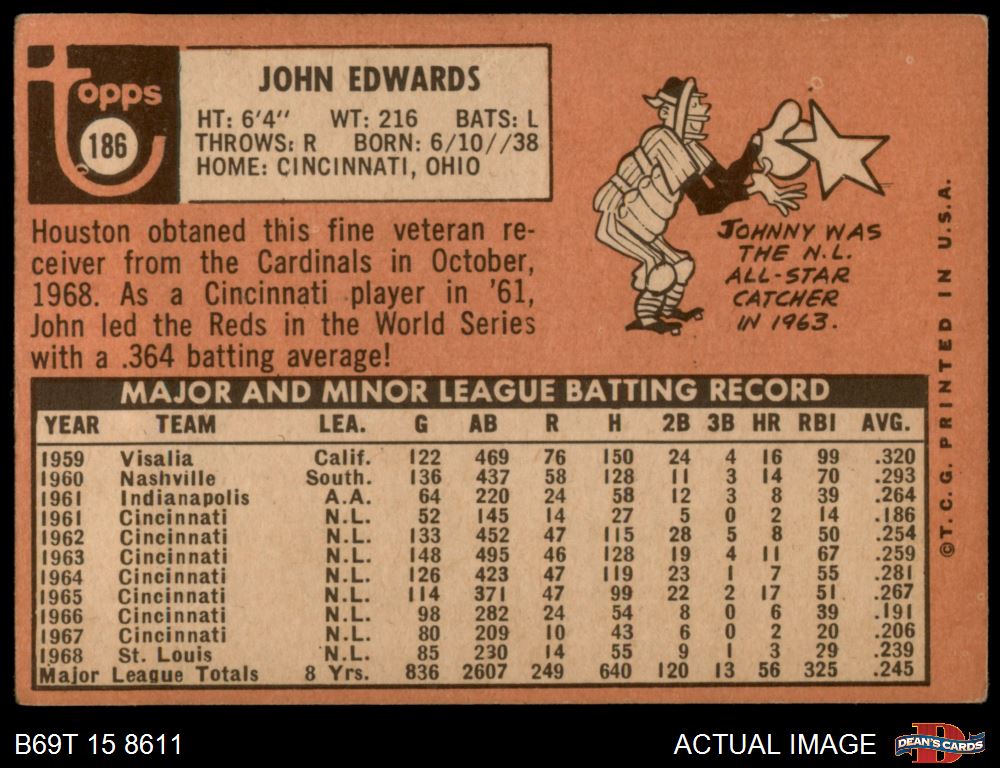 Topps
186
JOHN EDWARDS
HT: 6'4" WT: 216 BATS: L
THROWS: R BORN: 6/10//38
HOME: CINCINNATI, OHIO
Houston obtaned this fine veteran re-
ceiver from the Cardinals in October,
1968. As a Cincinnati player in '61,
John led the Reds in the World Series
with a .364 batting average!
JOHNNY WAS
THE N.L.
ALL-STAR
CATCHER
IN 1963.
MAJOR AND MINOR LEAGUE BATTING RECORD
YEAR TEAM LEA. G AB R H 2B 3B HR RBI AVG.
1959 Visalia Calif. 122 469 76 150 24 4 16 99 .320
1960 Nashville South. 136 437 58 128 11 3 14 70 .293
1961 Indianapolis A.A. 64 220 24 58 12 3 8 39 .264
1961 Cincinnati N.L. 52 145 14 27 5 0 2 14 .186
1962 Cincinnati N.L. 133 452 47 115 28 5 8 50 .254
1963 Cincinnati N.L. 148 495 46 128 19 4 11 67 .259
1964 Cincinnati N.L. 126 423 47 119 23 1 7 55 .281
1965 Cincinnati N.L. 114 371 47 99 22 2 17 51 .267
1966 Cincinnati N.L. 98 282 24 54 8 0 6 39 .191
1967 Cincinnati N.L. 80 209 10 43 6 0 2 20 .206
1968 St. Louis N.L. 85 230 14 55 9 1 3 29 .239
Major League Totals 8 Yrs. 836 2607 249 640 120 13 56 325 .245
©T.C.G. PRINTED IN U.S.A.
B69T 15 8611
ACTUAL IMAGE
DEAN'S CARDS